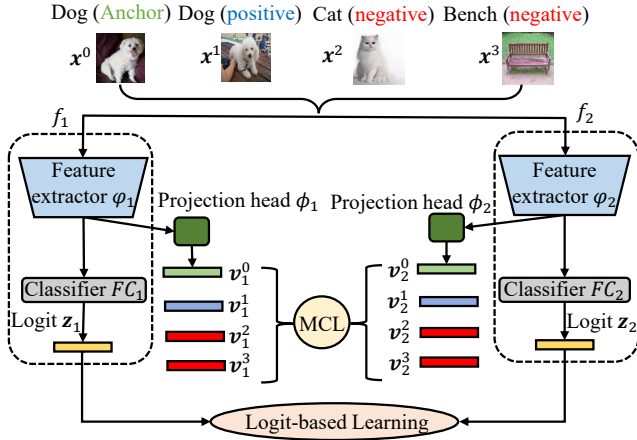 Dog (Anchor) Dog (positive) Cat (negative) Bench (negative)
x⁰ x¹ x² x³
f₁ f₂
Feature extractor φ₁
Feature extractor φ₂
Projection head ϕ₁ Projection head ϕ₂
Classifier FC₁
Classifier FC₂
Logit z₁
Logit z₂
v₁⁰
v₁¹
v₁²
v₁³
MCL
v₂⁰
v₂¹
v₂²
v₂³
Logit-based Learning